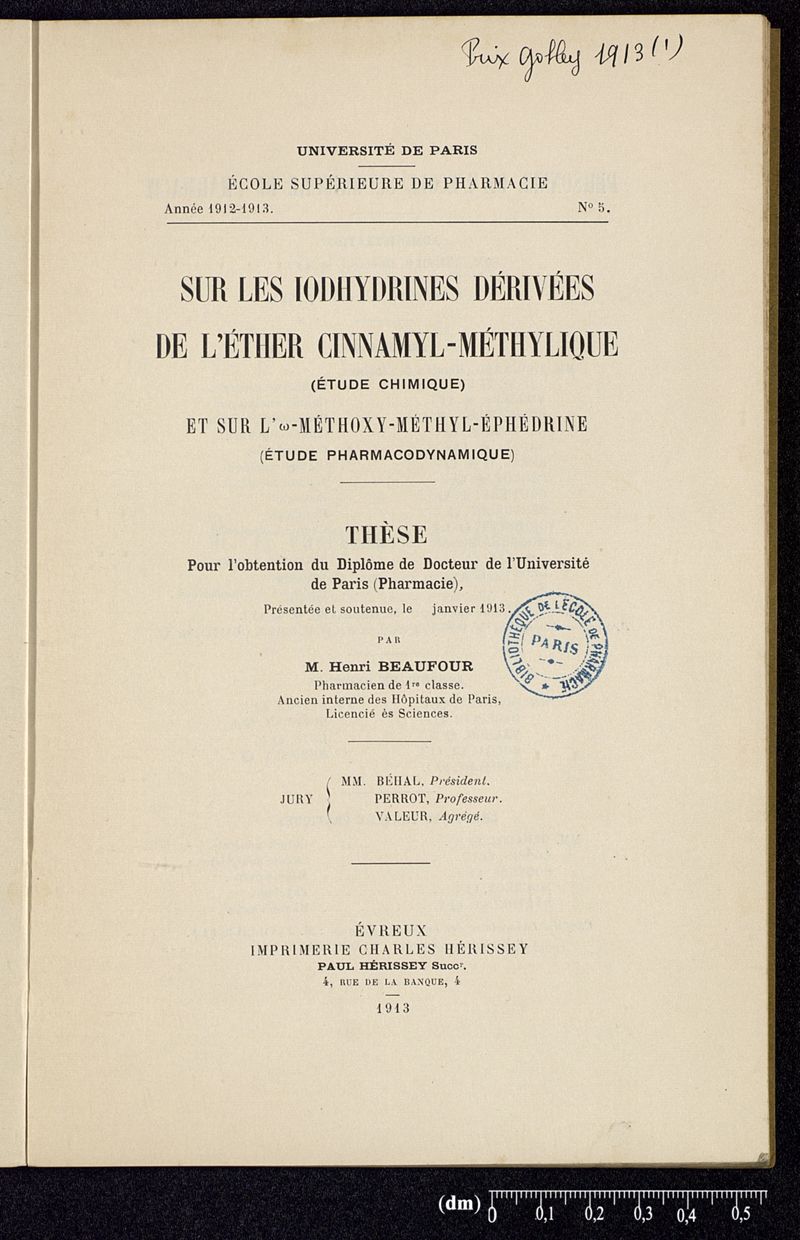 Prix Gobley 1913 (1)
UNIVERSITÉ DE PARIS
ÉCOLE SUPÉRIEURE DE PHARMACIE
Année 1912-1913. Nº 5.
SUR LES IODHYDRINES DÉRIVÉES
DE L'ÉTHER CINNAMYL-MÉTHYLIQUE
(ÉTUDE CHIMIQUE)
ET SUR L'ω-MÉTHOXY-MÉTHYL-ÉPHÉDRINE
(ÉTUDE PHARMACODYNAMIQUE)
THÈSE
Pour l'obtention du Diplôme de Docteur de l'Université
de Paris (Pharmacie),
Présentée et soutenue, le janvier 1913.
PAR
M. Henri BEAUFOUR
Pharmacien de 1re classe.
Ancien interne des Hôpitaux de Paris,
Licencié ès Sciences.
BIBLIOTHÈQUE DE L'ÉCOLE DE PHARMACIE
PARIS
JURY
MM. BÉHAL, Président.
PERROT, Professeur.
VALEUR, Agrégé.
ÉVREUX
IMPRIMERIE CHARLES HÉRISSEY
PAUL HÉRISSEY Succr.
4, RUE DE LA BANQUE, 4
1913
(dm) 0 0,1 0,2 0,3 0,4 0,5